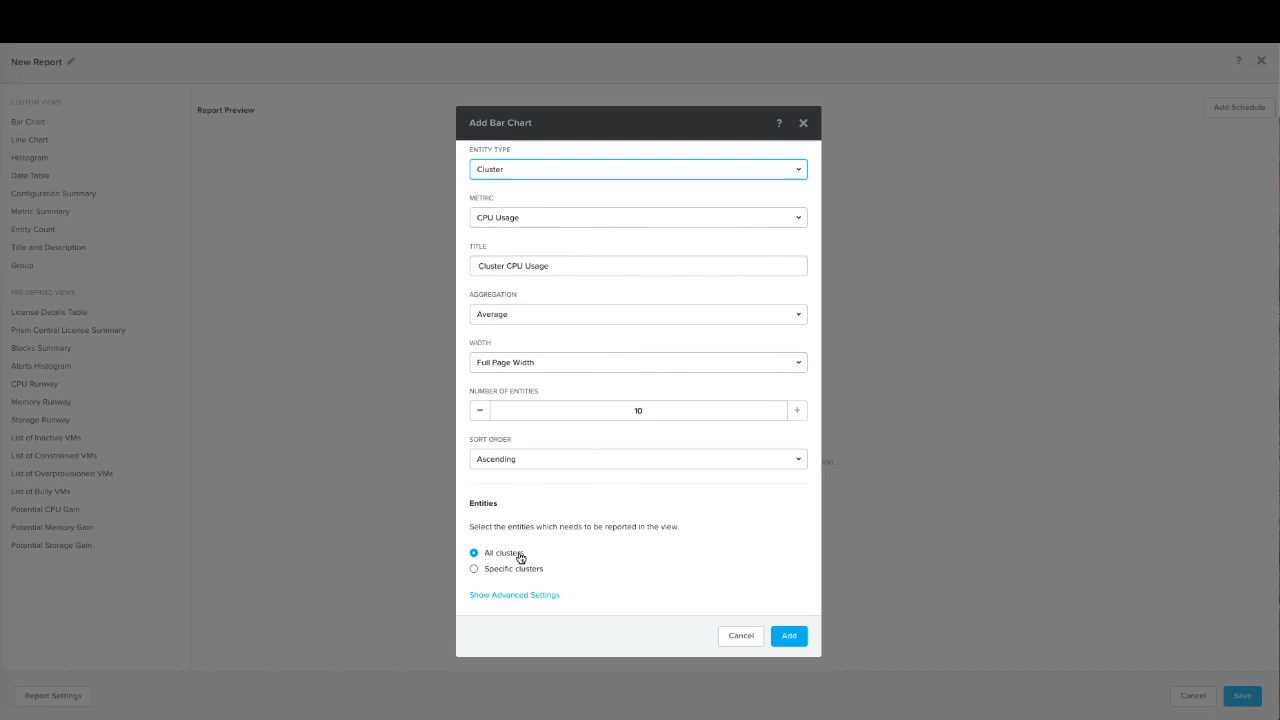 New Report
?
Report Preview
Add Schedule
CUSTOM VIEWS
Bar Chart
Line Chart
Histogram
Data Table
Configuration Summary
Metric Summary
Entity Count
Title and Description
Group
PRE-DEFINED VIEWS
License Details Table
Prism Central License Summary
Blocks Summary
Alerts Histogram
CPU Runway
Memory Runway
Storage Runway
List of Inactive VMs
List of Constrained VMs
List of Overprovisioned VMs
List of Bully VMs
Potential CPU Gain
Potential Memory Gain
Potential Storage Gain
Add Bar Chart
?
ENTITY TYPE
Cluster
METRIC
CPU Usage
TITLE
Cluster CPU Usage
AGGREGATION
Average
WIDTH
Full Page Width
NUMBER OF ENTITIES
10
SORT ORDER
Ascending
Entities
Select the entities which needs to be reported in the view.
All clusters
Specific clusters
Show Advanced Settings
Cancel
Add
Report Settings
Cancel
Save